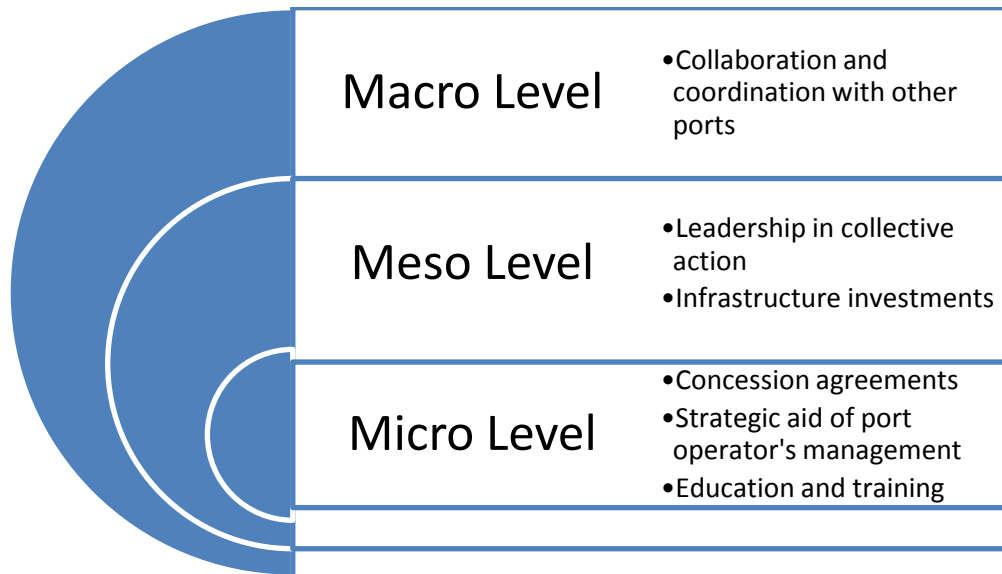 Macro Level
•Collaboration and
coordination with other
ports
Meso Level
•Leadership in collective
action
•Infrastructure investments
Micro Level
•Concession agreements
•Strategic aid of port
operator's management
•Education and training